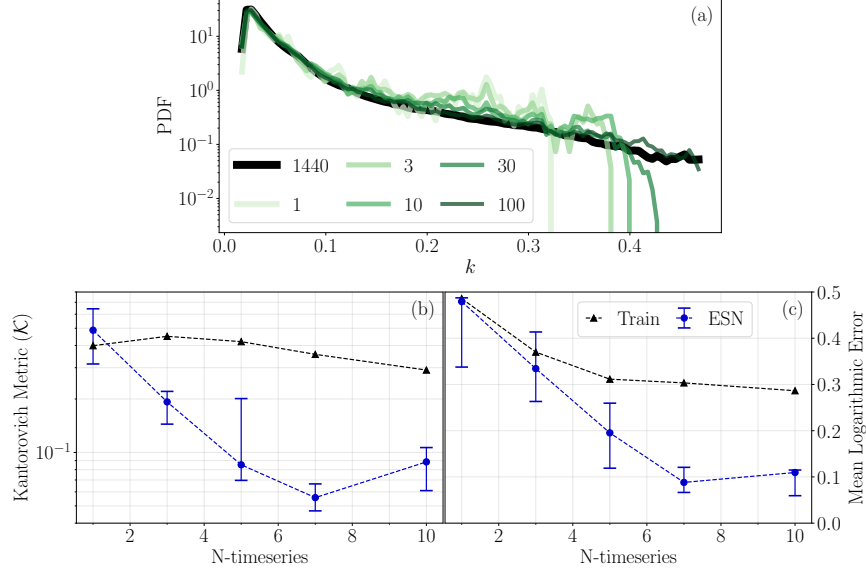 (a)
PDF
10^1
10^0
10^-1
10^-2
1440
3
30
1
10
100
0.0 0.1 0.2 0.3 0.4
k
(b)
Kantorovich Metric (𝒦)
10^-1
2 4 6 8 10
N-timeseries
(c)
Train
ESN
0.5
0.4
0.3
0.2
0.1
0.0
Mean Logarithmic Error
2 4 6 8 10
N-timeseries